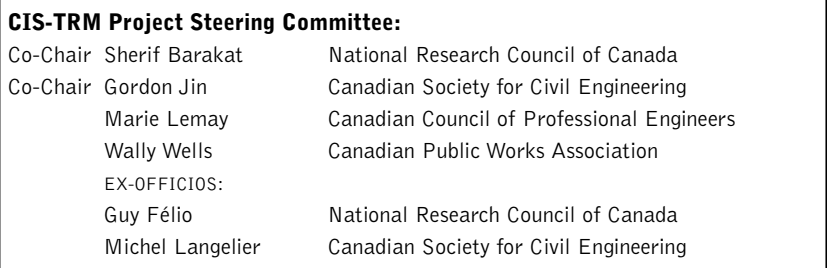 CIS-TRM Project Steering Committee:
Co-Chair Sherif Barakat National Research Council of Canada
Co-Chair Gordon Jin Canadian Society for Civil Engineering
Marie Lemay Canadian Council of Professional Engineers
Wally Wells Canadian Public Works Association
EX-OFFICIOS:
Guy Félio National Research Council of Canada
Michel Langelier Canadian Society for Civil Engineering